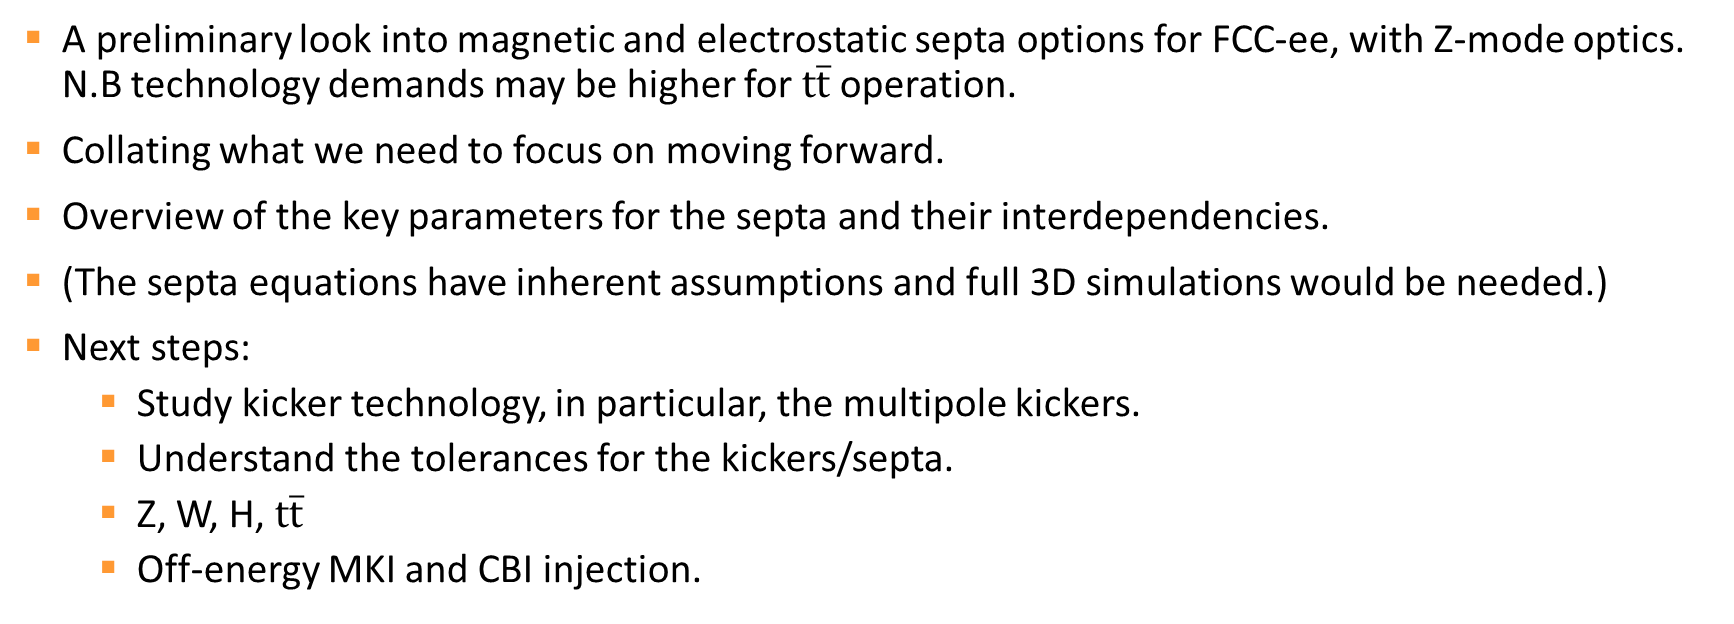 ▪ A preliminary look into magnetic and electrostatic septa options for FCC-ee, with Z-mode optics.
N.B technology demands may be higher for tt̅ operation.
▪ Collating what we need to focus on moving forward.
▪ Overview of the key parameters for the septa and their interdependencies.
▪ (The septa equations have inherent assumptions and full 3D simulations would be needed.)
▪ Next steps:
▪ Study kicker technology, in particular, the multipole kickers.
▪ Understand the tolerances for the kickers/septa.
▪ Z, W, H, tt̅
▪ Off-energy MKI and CBI injection.